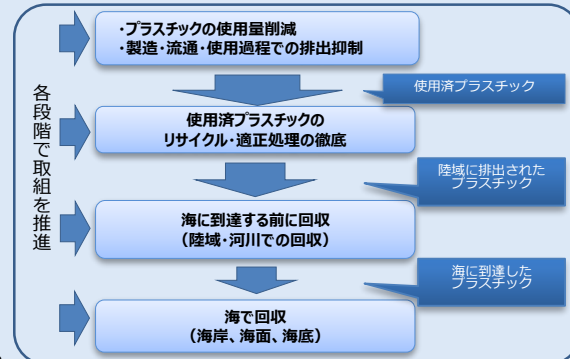 各段階で取組を推進
・プラスチックの使用量削減
・製造・流通・使用過程での排出抑制
使用済プラスチック
使用済プラスチックの
リサイクル・適正処理の徹底
陸域に排出された
プラスチック
海に到達する前に回収
（陸域・河川での回収）
海に到達した
プラスチック
海で回収
（海岸、海面、海底）